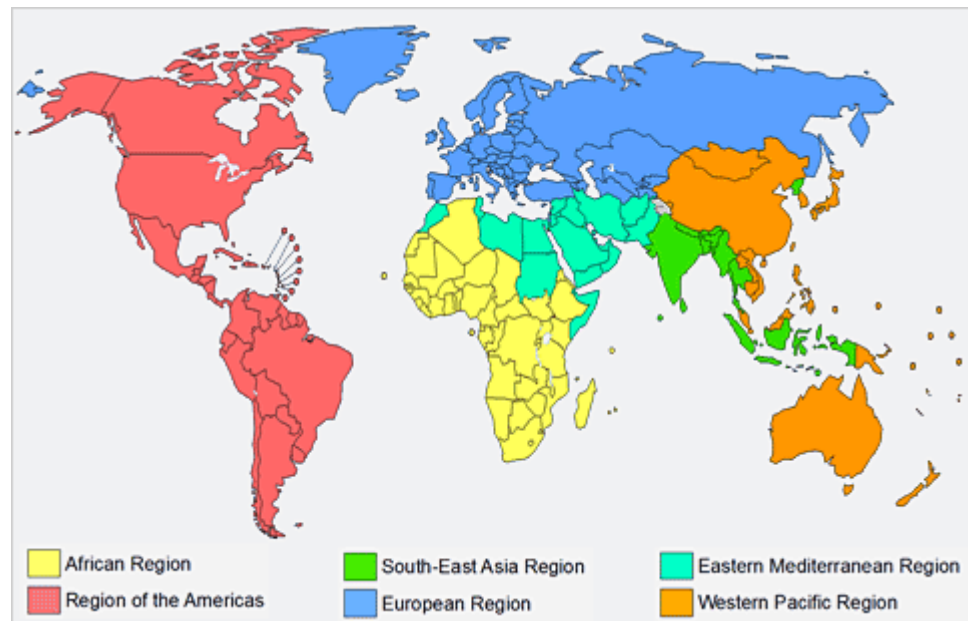 African Region
South-East Asia Region
Eastern Mediterranean Region
Region of the Americas
European Region
Western Pacific Region